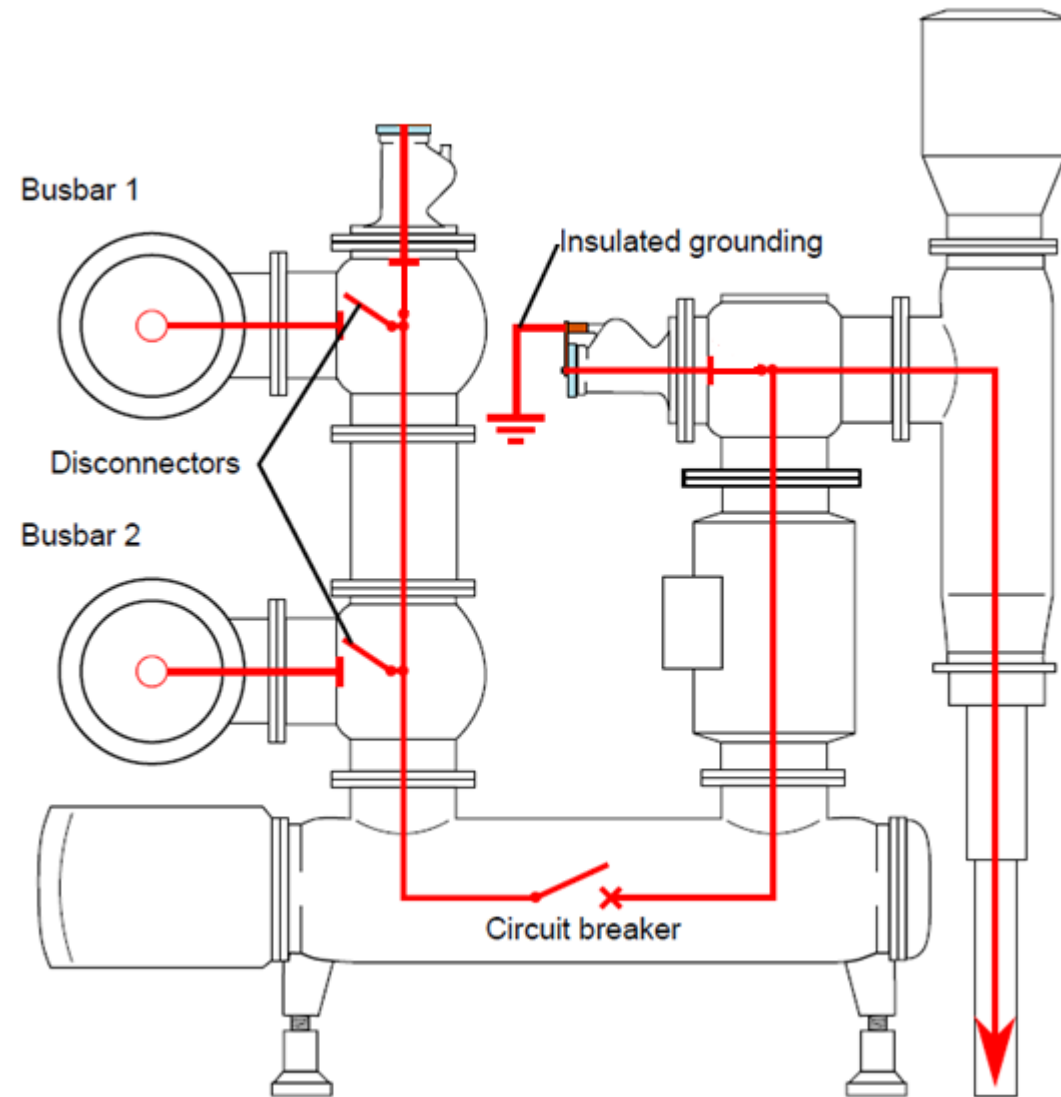 Busbar 1
Insulated grounding
Disconnectors
Busbar 2
Circuit breaker